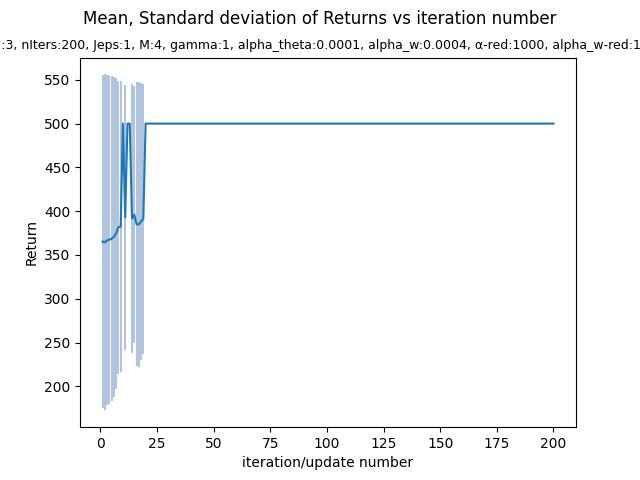 Mean, Standard deviation of Returns vs iteration number
:3, nIters:200, Jeps:1, M:4, gamma:1, alpha_theta:0.0001, alpha_w:0.0004, α-red:1000, alpha_w-red:1
550
500
450
400
350
300
250
200
Return
0 25 50 75 100 125 150 175 200
iteration/update number